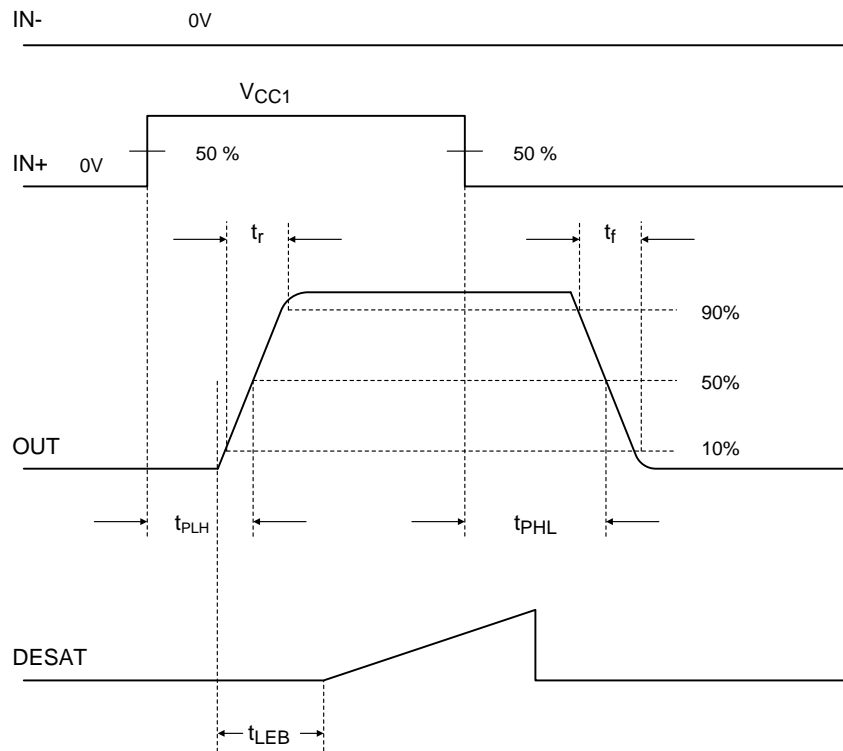 IN- 0V
VCC1
IN+ 0V 50 % 50 %
tr tf
90%
50%
OUT 10%
tPLH tPHL
DESAT
tLEB